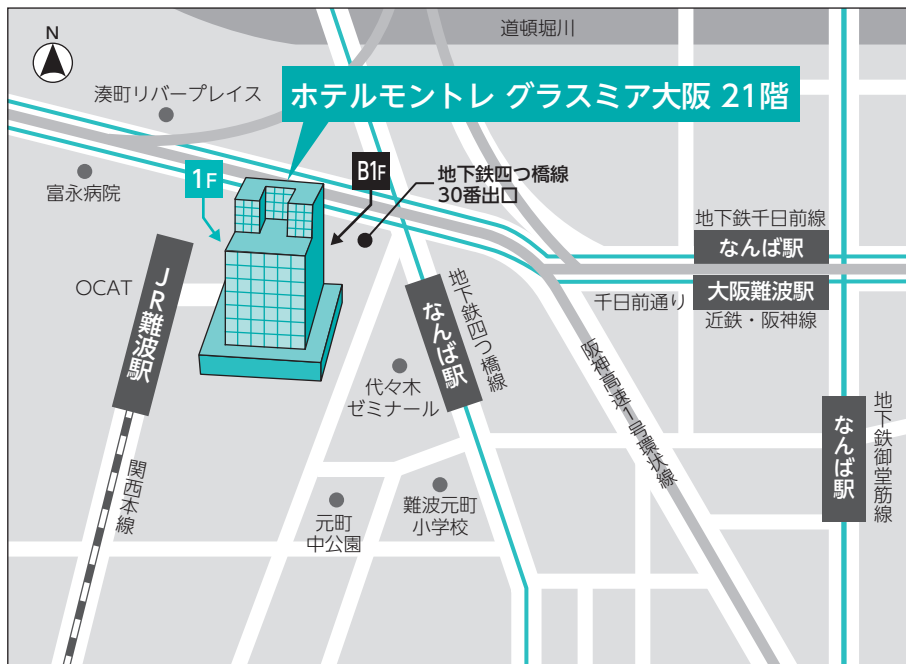 道頓堀川
N
湊町リバープレイス
ホテルモントレ グラスミア大阪 21階
富永病院
1F
B1F
地下鉄四つ橋線
30番出口
地下鉄千日前線
なんば駅
OCAT
JR難波駅
なんば駅
地下鉄四つ橋線
千日前通り
大阪難波駅
近鉄・阪神線
阪神高速1号環状線
代々木
ゼミナール
なんば駅
地下鉄御堂筋線
関西本線
元町
中公園
難波元町
小学校